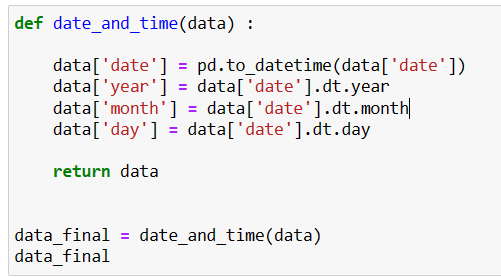 def date_and_time(data) :
data['date'] = pd.to_datetime(data['date'])
data['year'] = data['date'].dt.year
data['month'] = data['date'].dt.month
data['day'] = data['date'].dt.day
return data
data_final = date_and_time(data)
data_final